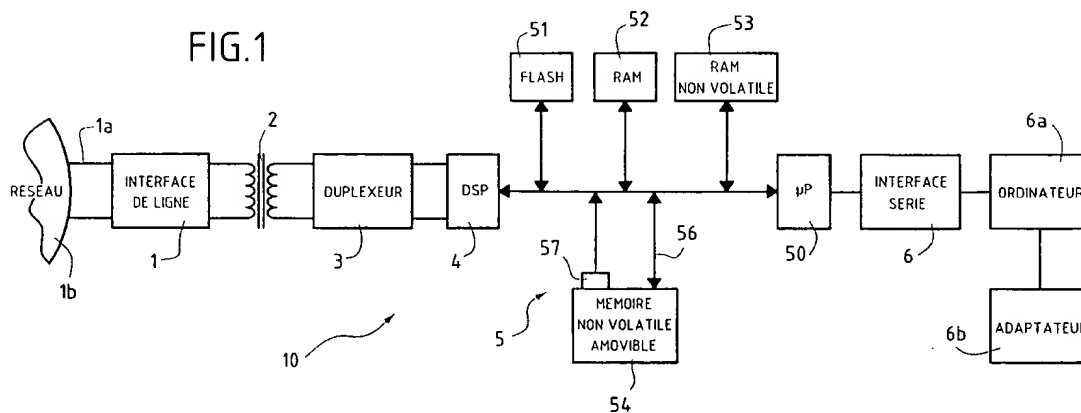 FIG.1
51
52
53
FLASH
RAM
RAM
NON VOLATILE
1a
2
6a
RESEAU
INTERFACE
DE LIGNE
DUPLEXEUR
DSP
µP
INTERFACE
SERIE
ORDINATEUR
1b
1
3
4
57
56
50
6
5
MEMOIRE
NON VOLATILE
AMOVIBLE
10
54
6b
ADAPTATEUR